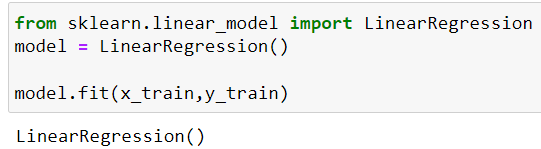 from sklearn.linear_model import LinearRegression
model = LinearRegression()
model.fit(x_train,y_train)
LinearRegression()